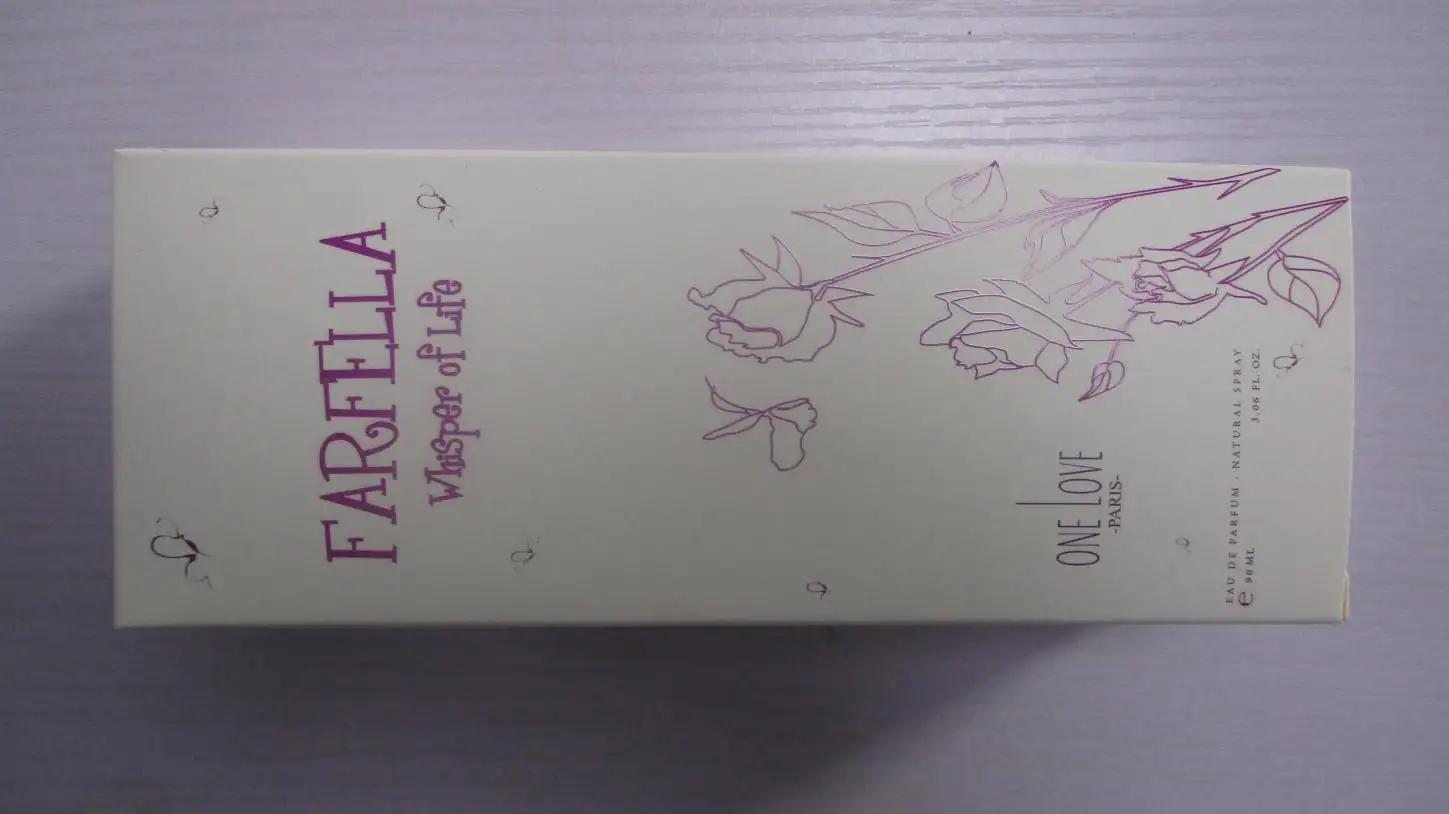 FARFELLA
Whisper of Life
ONE LOVE
-PARIS-
EAU DE PARFUM · NATURAL SPRAY
℮ 90 ML 3.06 FL. OZ.